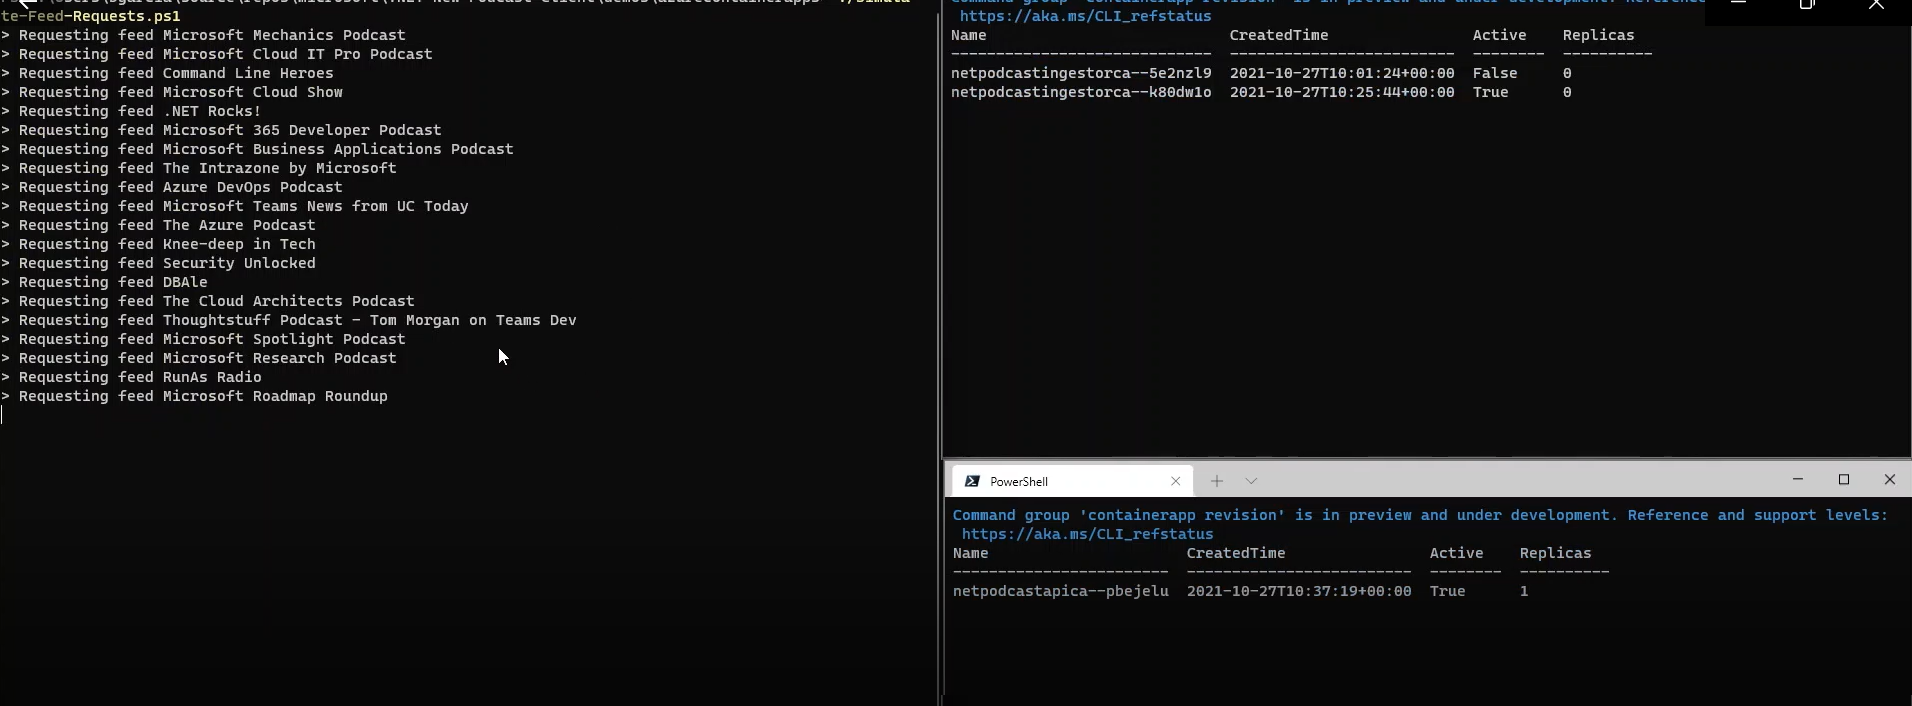 te-Feed-Requests.ps1
> Requesting feed Microsoft Mechanics Podcast
> Requesting feed Microsoft Cloud IT Pro Podcast
> Requesting feed Command Line Heroes
> Requesting feed Microsoft Cloud Show
> Requesting feed .NET Rocks!
> Requesting feed Microsoft 365 Developer Podcast
> Requesting feed Microsoft Business Applications Podcast
> Requesting feed The Intrazone by Microsoft
> Requesting feed Azure DevOps Podcast
> Requesting feed Microsoft Teams News from UC Today
> Requesting feed The Azure Podcast
> Requesting feed Knee-deep in Tech
> Requesting feed Security Unlocked
> Requesting feed DBAle
> Requesting feed The Cloud Architects Podcast
> Requesting feed Thoughtstuff Podcast - Tom Morgan on Teams Dev
> Requesting feed Microsoft Spotlight Podcast
> Requesting feed Microsoft Research Podcast
> Requesting feed RunAs Radio
> Requesting feed Microsoft Roadmap Roundup
https://aka.ms/CLI_refstatus
Name CreatedTime Active Replicas
netpodcastingestorca--5e2nzl9 2021-10-27T10:01:24+00:00 False 0
netpodcastingestorca--k80dw1o 2021-10-27T10:25:44+00:00 True 0
PowerShell
Command group 'containerapp revision' is in preview and under development. Reference and support levels:
https://aka.ms/CLI_refstatus
Name CreatedTime Active Replicas
netpodcastapica--pbejelu 2021-10-27T10:37:19+00:00 True 1